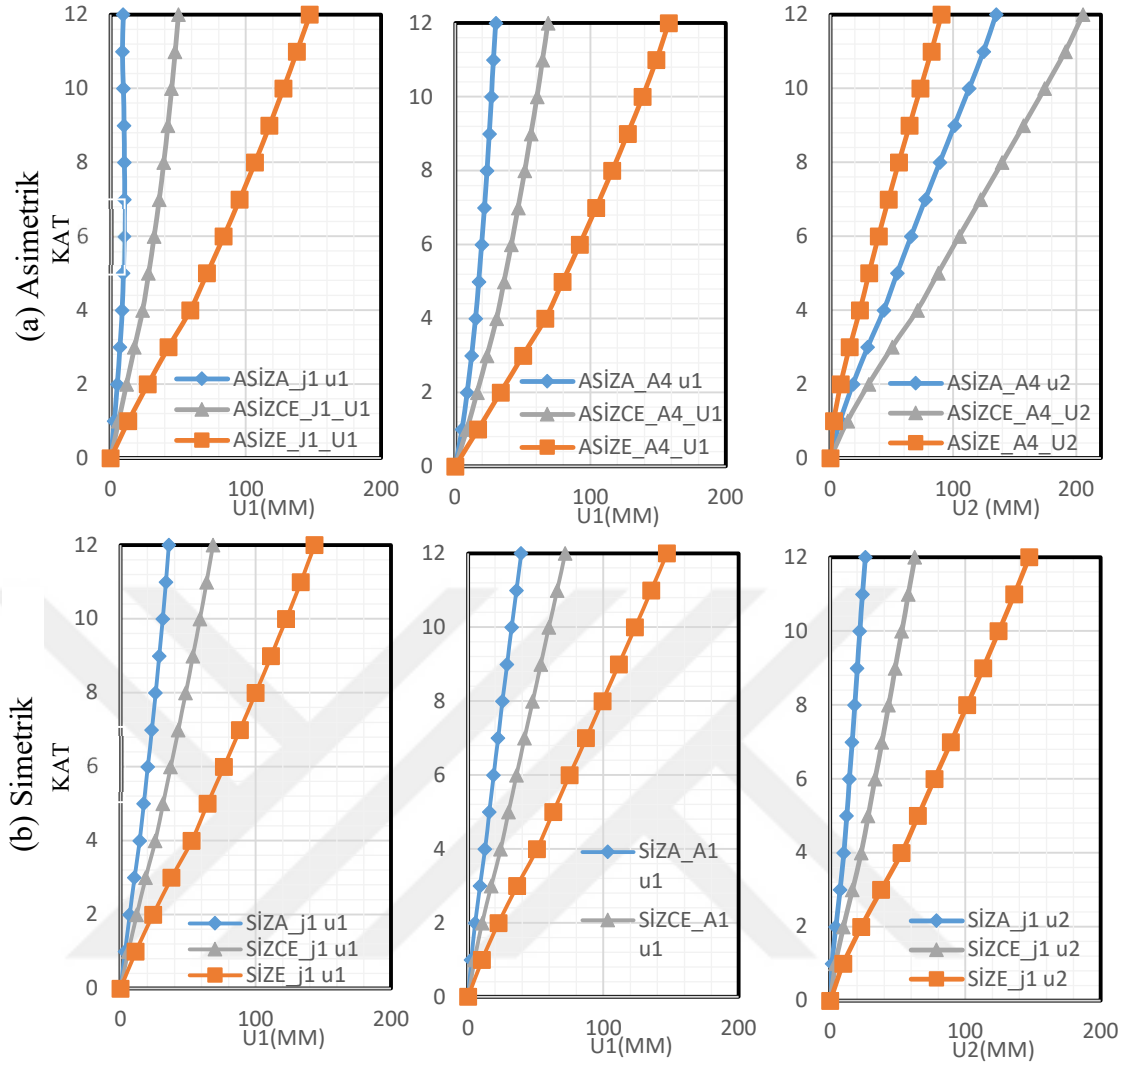 (a) Asimetrik
KAT
12
10
8
6
4
2
0
ASİZA_j1 u1
ASİZCE_J1_U1
ASİZE_J1_U1
0 100 200
U1(MM)
12
10
8
6
4
2
0
ASİZA_A4 u1
ASİZCE_A4_U1
ASİZE_A4_U1
0 100 200
U1(MM)
12
10
8
6
4
2
0
ASİZA_A4 u2
ASİZCE_A4_U2
ASİZE_A4_U2
0 100 200
U2 (MM)
(b) Simetrik
KAT
12
10
8
6
4
2
0
SİZA_j1 u1
SİZCE_j1 u1
SİZE_j1 u1
0 100 200
U1(MM)
12
10
8
6
4
2
0
SİZA_A1
u1
SİZCE_A1
u1
0 100 200
U1(MM)
12
10
8
6
4
2
0
SİZA_j1 u2
SİZCE_j1 u2
SİZE_j1 u2
0 100 200
U2(MM)